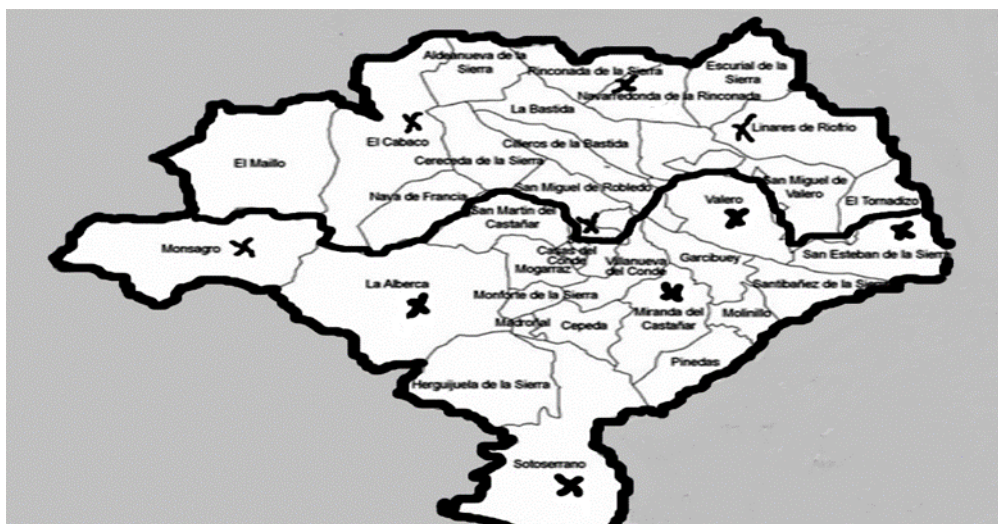 Aldeanueva de la
Sierra
Rinconada de la Sierra
Escurial de la
Sierra
Navarredonda de la Rinconada
La Bastida
Linares de Riofrio
El Cabaco
Cilleros de la Bastida
El Maillo
Cereceda de la Sierra
San Miguel de
Valero
Nava de Francia
San Miguel de Robledo
Valero
El Tornadizo
San Martin del
Castañar
Monsagro
Casas del
Conde
Villanueva
del Conde
Garcibuey
San Esteban de la Sierra
Mogarraz
La Alberca
Santibañez de la Sierra
Monforte de la Sierra
Miranda del
Castañar
Molinillo
Madroñal
Cepeda
Pinedas
Herguijuela de la Sierra
Sotoserrano